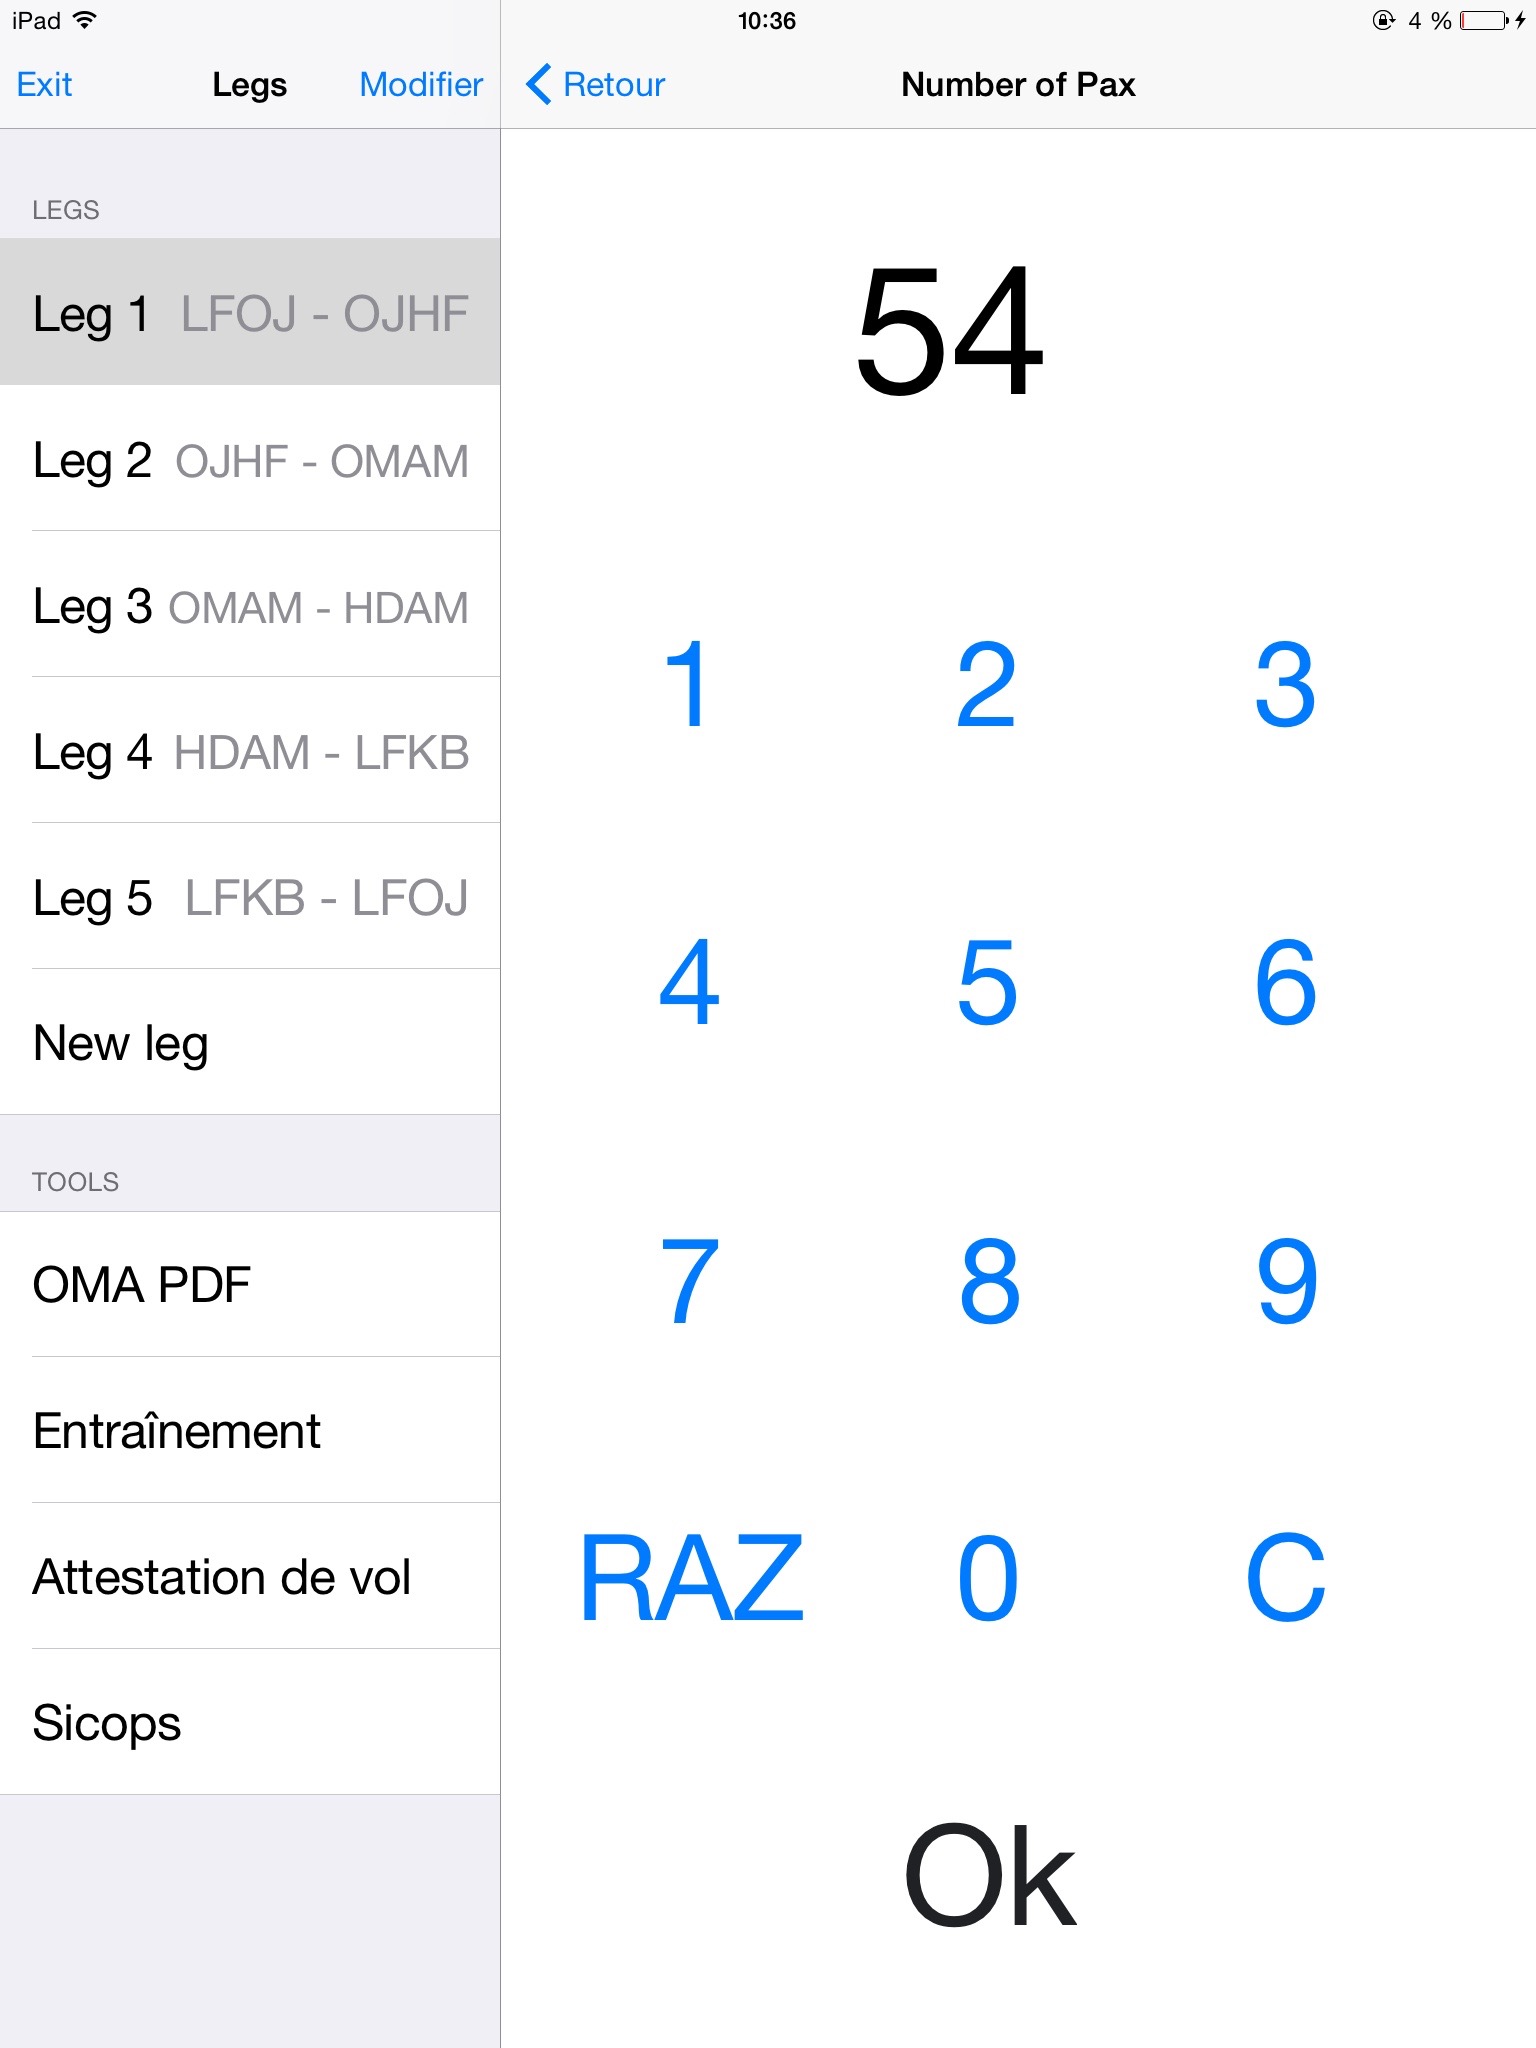 iPad 10:36 4 %
Exit Legs Modifier
Retour Number of Pax
LEGS
Leg 1 LFOJ - OJHF
Leg 2 OJHF - OMAM
Leg 3 OMAM - HDAM
Leg 4 HDAM - LFKB
Leg 5 LFKB - LFOJ
New leg
TOOLS
OMA PDF
Entraînement
Attestation de vol
Sicops
54
1 2 3
4 5 6
7 8 9
RAZ 0 C
Ok